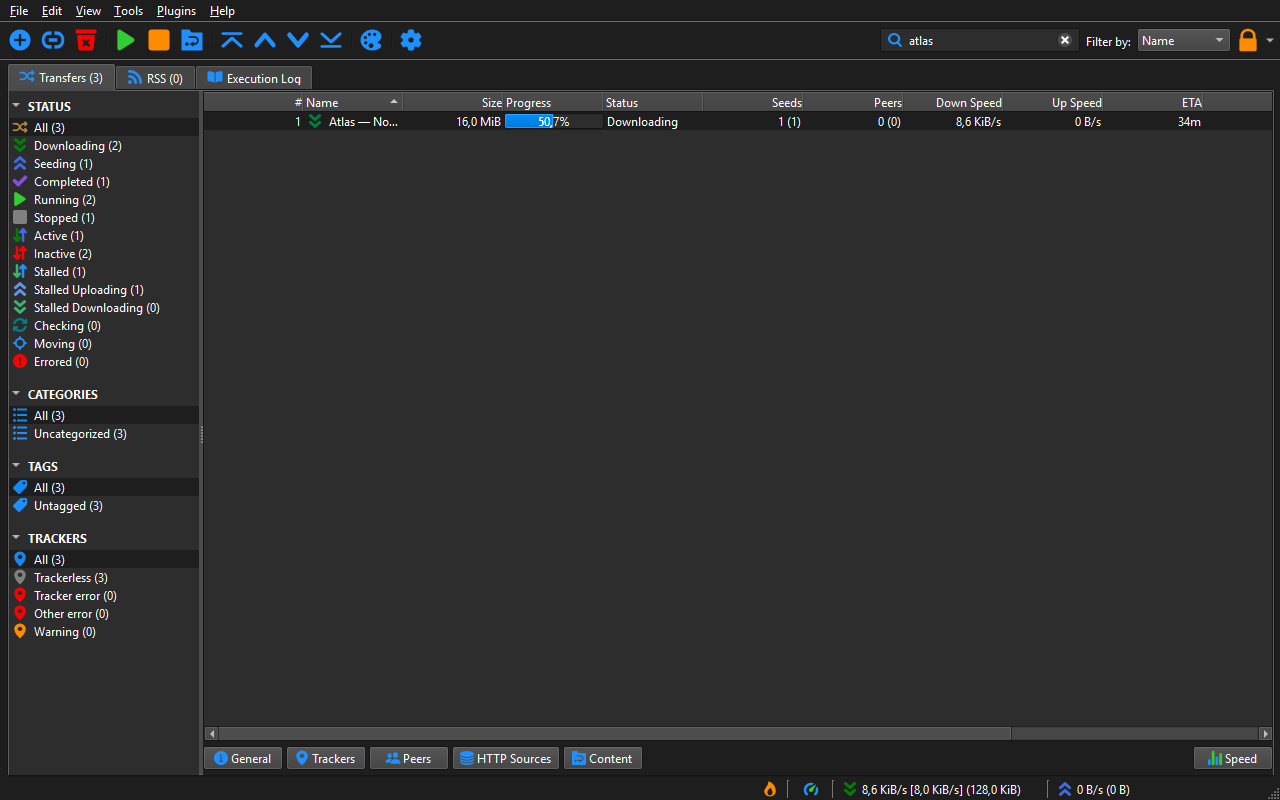 File Edit View Tools Plugins Help
atlas Filter by: Name
Transfers (3) RSS (0) Execution Log
STATUS
All (3)
Downloading (2)
Seeding (1)
Completed (1)
Running (2)
Stopped (1)
Active (1)
Inactive (2)
Stalled (1)
Stalled Uploading (1)
Stalled Downloading (0)
Checking (0)
Moving (0)
Errored (0)
CATEGORIES
All (3)
Uncategorized (3)
TAGS
All (3)
Untagged (3)
TRACKERS
All (3)
Trackerless (3)
Tracker error (0)
Other error (0)
Warning (0)
# Name Size Progress Status Seeds Peers Down Speed Up Speed ETA
1 Atlas — No... 16,0 MiB 50,7% Downloading 1 (1) 0 (0) 8,6 KiB/s 0 B/s 34m
General Trackers Peers HTTP Sources Content Speed
8,6 KiB/s [8,0 KiB/s] (128,0 KiB) 0 B/s (0 B)